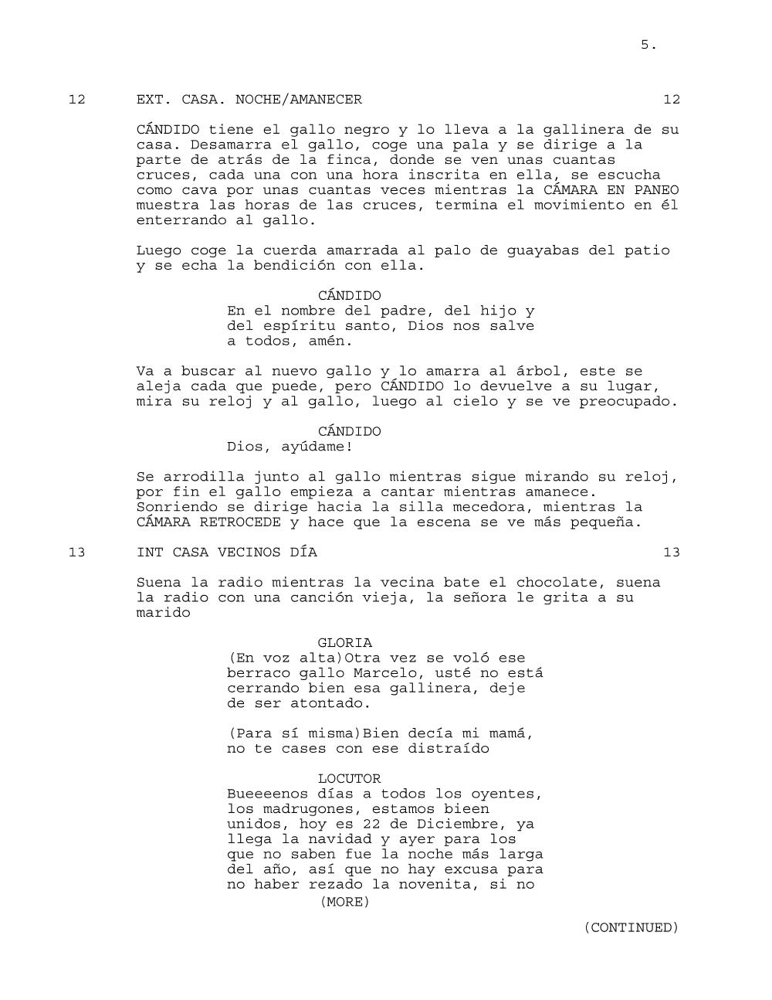 5.
12 EXT. CASA. NOCHE/AMANECER 12
CÁNDIDO tiene el gallo negro y lo lleva a la gallinera de su
casa. Desamarra el gallo, coge una pala y se dirige a la
parte de atrás de la finca, donde se ven unas cuantas
cruces, cada una con una hora inscrita en ella, se escucha
como cava por unas cuantas veces mientras la CÁMARA EN PANEO
muestra las horas de las cruces, termina el movimiento en él
enterrando al gallo.
Luego coge la cuerda amarrada al palo de guayabas del patio
y se echa la bendición con ella.
CÁNDIDO
En el nombre del padre, del hijo y
del espíritu santo, Dios nos salve
a todos, amén.
Va a buscar al nuevo gallo y lo amarra al árbol, este se
aleja cada que puede, pero CÁNDIDO lo devuelve a su lugar,
mira su reloj y al gallo, luego al cielo y se ve preocupado.
CÁNDIDO
Dios, ayúdame!
Se arrodilla junto al gallo mientras sigue mirando su reloj,
por fin el gallo empieza a cantar mientras amanece.
Sonriendo se dirige hacia la silla mecedora, mientras la
CÁMARA RETROCEDE y hace que la escena se ve más pequeña.
13 INT CASA VECINOS DÍA 13
Suena la radio mientras la vecina bate el chocolate, suena
la radio con una canción vieja, la señora le grita a su
marido
GLORIA
(En voz alta)Otra vez se voló ese
berraco gallo Marcelo, usté no está
cerrando bien esa gallinera, deje
de ser atontado.
(Para sí misma)Bien decía mi mamá,
no te cases con ese distraído
LOCUTOR
Bueeeenos días a todos los oyentes,
los madrugones, estamos bieen
unidos, hoy es 22 de Diciembre, ya
llega la navidad y ayer para los
que no saben fue la noche más larga
del año, así que no hay excusa para
no haber rezado la novenita, si no
(MORE)
(CONTINUED)